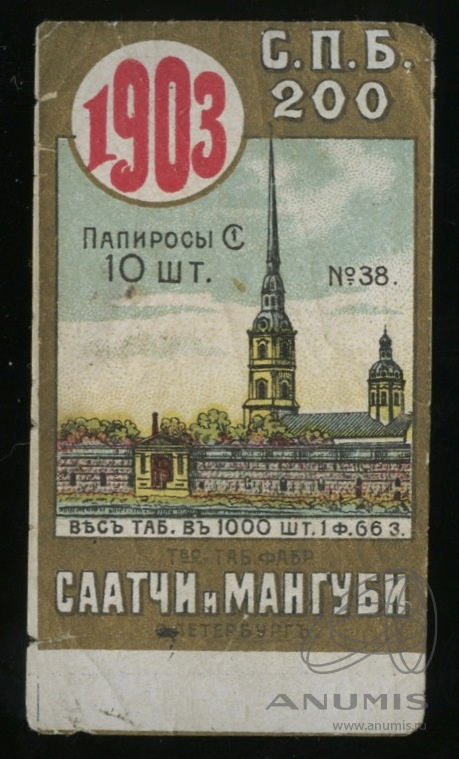 1903
С.П.Б.
200
Папиросы С1
10 шт.
№38.
ВѢСЪ ТАБ. ВЪ 1000 ШТ. 1 Ф. 66 З.
Тво. ТАБ. ФАБР.
СААТЧИ и МАНГУБИ,
С. ПЕТЕРБУРГЪ.
ANUMIS
www.anumis.ru